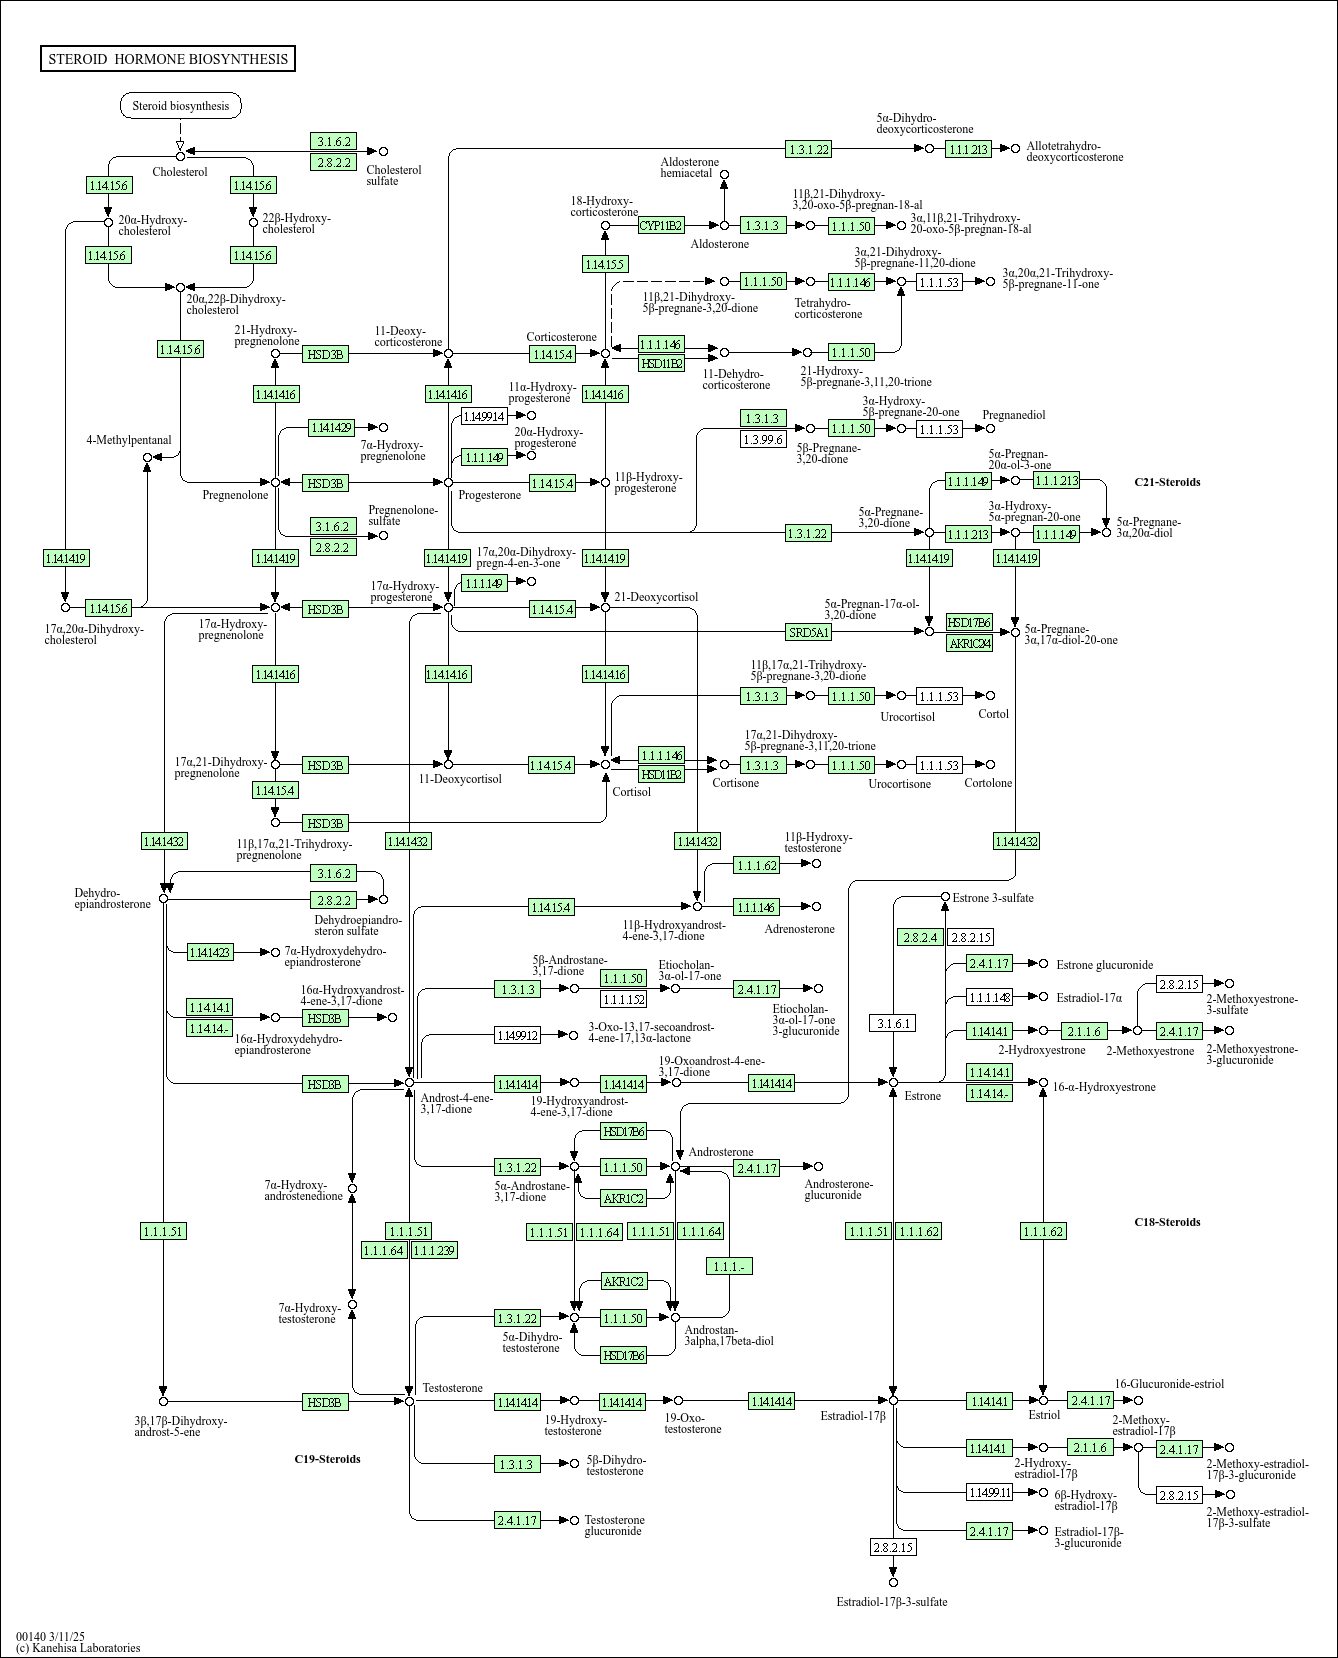 STEROID HORMONE BIOSYNTHESIS
Steroid biosynthesis
Cholesterol
3.1.6.2
2.8.2.2
Cholesterol
sulfate
1.14.15.6
1.14.15.6
20α-Hydroxy-
cholesterol
22β-Hydroxy-
cholesterol
1.14.15.6
1.14.15.6
20α,22β-Dihydroxy-
cholesterol
1.14.15.6
4-Methylpentanal
1.14.14.19
1.14.15.6
17α,20α-Dihydroxy-
cholesterol
21-Hydroxy-
pregnenolone
HSD3B
11-Deoxy-
corticosterone
1.14.15.4
Corticosterone
1.14.14.16
1.14.14.16
1.14.14.16
1.14.14.29
7α-Hydroxy-
pregnenolone
Pregnenolone
HSD3B
Progesterone
1.14.15.4
11β-Hydroxy-
progesterone
3.1.6.2
2.8.2.2
Pregnenolone-
sulfate
11α-Hydroxy-
progesterone
1.14.99.14
20α-Hydroxy-
progesterone
1.1.1.149
1.3.1.22
5α-Dihydro-
deoxycorticosterone
1.1.1.213
Allotetrahydro-
deoxycorticosterone
Aldosterone
hemiacetal
18-Hydroxy-
corticosterone
CYP11B2
Aldosterone
1.3.1.3
11β,21-Dihydroxy-
3,20-oxo-5β-pregnan-18-al
1.1.1.50
3α,11β,21-Trihydroxy-
20-oxo-5β-pregnan-18-al
1.14.15.5
11β,21-Dihydroxy-
5β-pregnane-3,20-dione
1.1.1.50
Tetrahydro-
corticosterone
1.1.1.146
3α,21-Dihydroxy-
5β-pregnane-11,20-dione
1.1.1.53
3α,20α,21-Trihydroxy-
5β-pregnane-11-one
1.1.1.146
HSD11B2
11-Dehydro-
corticosterone
21-Hydroxy-
5β-pregnane-3,11,20-trione
1.1.1.50
1.3.1.3
1.3.99.6
5β-Pregnane-
3,20-dione
1.1.1.50
3α-Hydroxy-
5β-pregnane-20-one
1.1.1.53
Pregnanediol
5α-Pregnan-
20α-ol-3-one
1.1.1.149
1.1.1.213
C21-Steroids
1.3.1.22
5α-Pregnane-
3,20-dione
1.1.1.213
3α-Hydroxy-
5α-pregnan-20-one
1.1.1.149
5α-Pregnane-
3α,20α-diol
1.14.14.19
1.14.14.19
1.14.14.19
1.14.14.19
1.14.14.19
17α,20α-Dihydroxy-
pregn-4-en-3-one
1.1.1.149
17α-Hydroxy-
pregnenolone
HSD3B
17α-Hydroxy-
progesterone
1.14.15.4
21-Deoxycortisol
SRD5A1
5α-Pregnan-17α-ol-
3,20-dione
HSD17B6
AKR1C2/4
5α-Pregnane-
3α,17α-diol-20-one
1.14.14.16
1.14.14.16
1.14.14.16
11β,17α,21-Trihydroxy-
5β-pregnane-3,20-dione
1.3.1.3
1.1.1.50
Urocortisol
1.1.1.53
Cortol
17α,21-Dihydroxy-
pregnenolone
HSD3B
11-Deoxycortisol
1.14.15.4
Cortisol
1.1.1.146
HSD11B2
Cortisone
17α,21-Dihydroxy-
5β-pregnane-3,11,20-trione
1.3.1.3
1.1.1.50
Urocortisone
1.1.1.53
Cortolone
1.14.15.4
HSD3B
11β,17α,21-Trihydroxy-
pregnenolone
1.14.14.32
1.14.14.32
1.14.14.32
1.14.14.32
Dehydro-
epiandrosterone
3.1.6.2
2.8.2.2
Dehydroepiandro-
steron sulfate
1.14.14.23
7α-Hydroxydehydro-
epiandrosterone
1.14.14.1
1.14.14.-
16α-Hydroxydehydro-
epiandrosterone
HSD3B
16α-Hydroxyandrost-
4-ene-3,17-dione
1.14.15.4
11β-Hydroxyandrost-
4-ene-3,17-dione
1.1.1.62
11β-Hydroxy-
testosterone
1.1.1.146
Adrenosterone
1.3.1.3
5β-Androstane-
3,17-dione
1.1.1.50
1.1.1.152
Etiocholan-
3α-ol-17-one
2.4.1.17
Etiocholan-
3α-ol-17-one
3-glucuronide
1.14.99.12
3-Oxo-13,17-secoandrost-
4-ene-17,13α-lactone
HSD3B
Androst-4-ene-
3,17-dione
1.14.14.14
19-Hydroxyandrost-
4-ene-3,17-dione
1.14.14.14
19-Oxoandrost-4-ene-
3,17-dione
1.14.14.14
Estrone
Estrone 3-sulfate
2.8.2.4
2.8.2.15
3.1.6.1
2.4.1.17
Estrone glucuronide
1.1.1.148
Estradiol-17α
1.14.14.1
2-Hydroxyestrone
2.1.1.6
2-Methoxyestrone
2.8.2.15
2-Methoxyestrone-
3-sulfate
2.4.1.17
2-Methoxyestrone-
3-glucuronide
1.14.14.1
1.14.14.-
16-α-Hydroxyestrone
HSD17B6
1.3.1.22
5α-Androstane-
3,17-dione
1.1.1.50
AKR1C2
Androsterone
2.4.1.17
Androsterone-
glucuronide
7α-Hydroxy-
androstenedione
1.1.1.51
1.1.1.51
1.1.1.64
1.1.1.239
1.1.1.51
1.1.1.64
1.1.1.51
1.1.1.64
1.1.1.-
1.1.1.51
1.1.1.62
1.1.1.62
C18-Steroids
7α-Hydroxy-
testosterone
AKR1C2
1.3.1.22
5α-Dihydro-
testosterone
1.1.1.50
HSD17B6
Androstan-
3alpha,17beta-diol
3β,17β-Dihydroxy-
androst-5-ene
HSD3B
Testosterone
1.14.14.14
19-Hydroxy-
testosterone
1.14.14.14
19-Oxo-
testosterone
1.14.14.14
Estradiol-17β
1.14.14.1
Estriol
2.4.1.17
16-Glucuronide-estriol
C19-Steroids
1.3.1.3
5β-Dihydro-
testosterone
2.4.1.17
Testosterone
glucuronide
1.14.14.1
2-Hydroxy-
estradiol-17β
2.1.1.6
2-Methoxy-
estradiol-17β
2.4.1.17
2-Methoxy-estradiol-
17β-3-glucuronide
2.8.2.15
2-Methoxy-estradiol-
17β-3-sulfate
1.14.99.11
6β-Hydroxy-
estradiol-17β
2.4.1.17
Estradiol-17β-
3-glucuronide
2.8.2.15
Estradiol-17β-3-sulfate
00140 3/11/25
(c) Kanehisa Laboratories